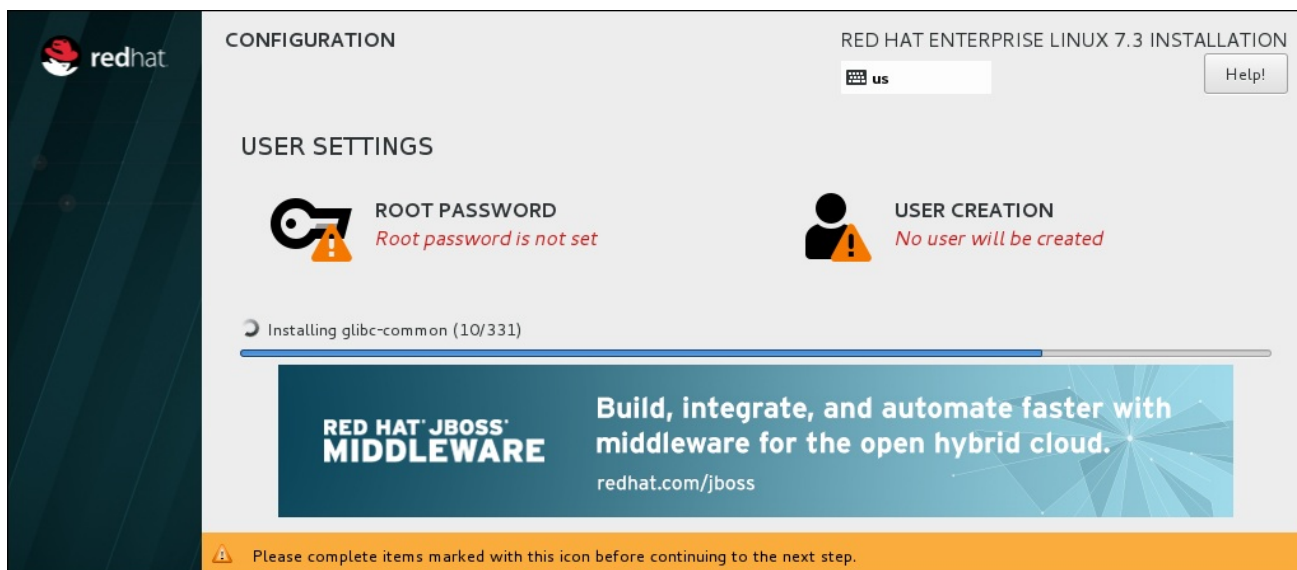 redhat
CONFIGURATION
RED HAT ENTERPRISE LINUX 7.3 INSTALLATION
us
Help!
USER SETTINGS
ROOT PASSWORD
Root password is not set
USER CREATION
No user will be created
Installing glibc-common (10/331)
RED HAT' JBOSS'
MIDDLEWARE
Build, integrate, and automate faster with
middleware for the open hybrid cloud.
redhat.com/jboss
Please complete items marked with this icon before continuing to the next step.